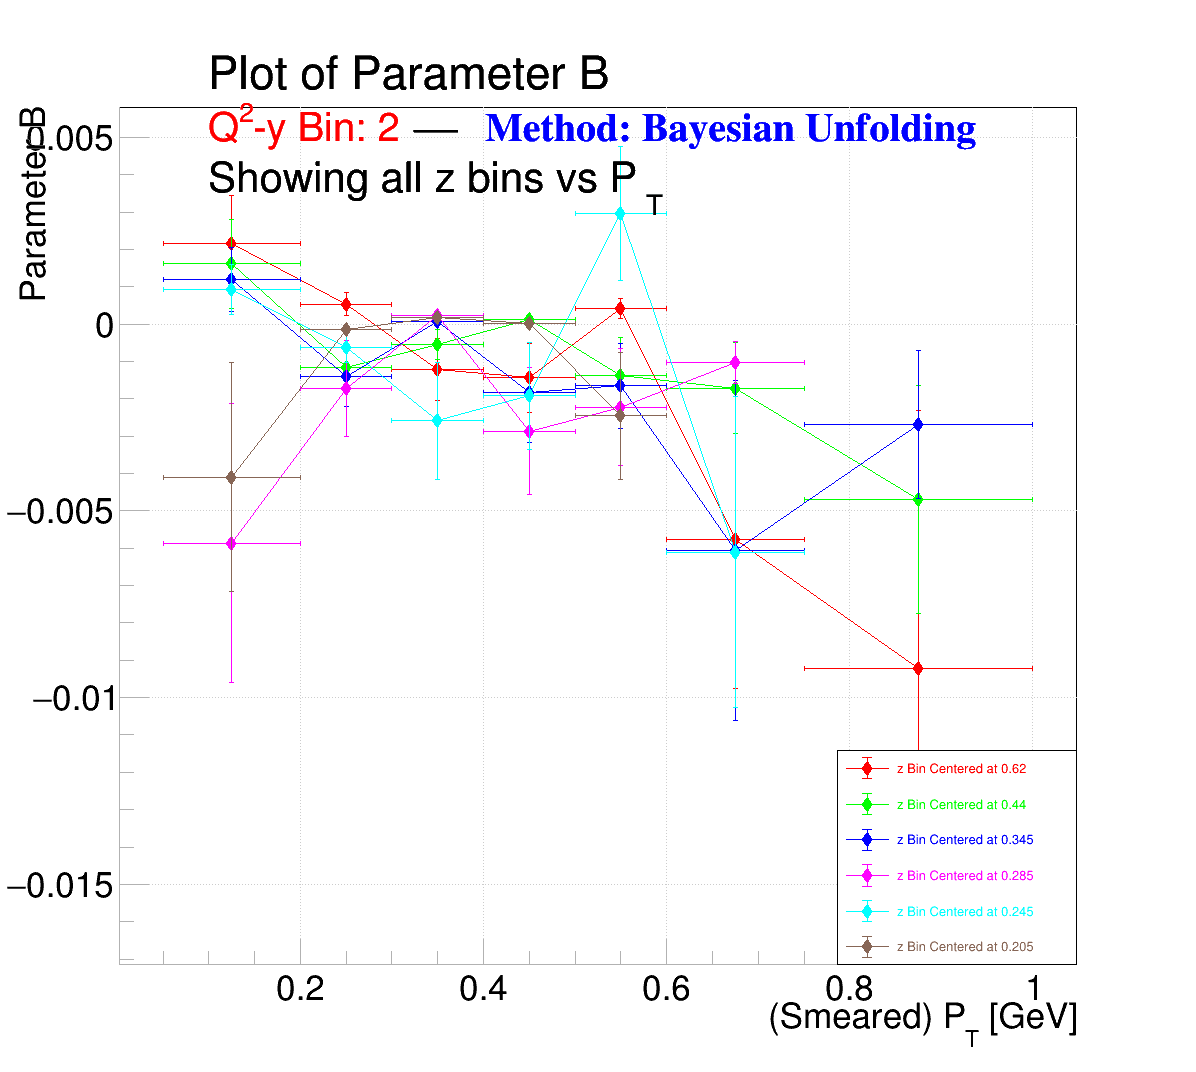 Plot of Parameter B
Q2-y Bin: 2 — Method: Bayesian Unfolding
Showing all z bins vs P T
Parameter B
0.005
0
−0.005
−0.01
−0.015
z Bin Centered at 0.62
z Bin Centered at 0.44
z Bin Centered at 0.345
z Bin Centered at 0.285
z Bin Centered at 0.245
z Bin Centered at 0.205
0.2 0.4 0.6 0.8 1
(Smeared) PT [GeV]